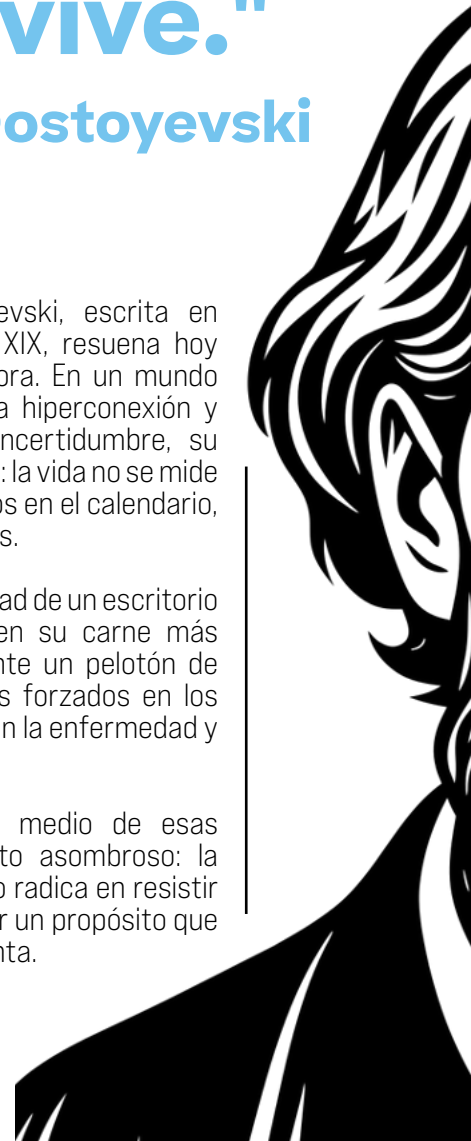 vive."
Dostoyevski
evski, escrita en
XIX, resuena hoy
ora. En un mundo
a hiperconexión y
ncertidumbre, su
: la vida no se mide
os en el calendario,
s.
ad de un escritorio
en su carne más
nte un pelotón de
s forzados en los
n la enfermedad y
medio de esas
to asombroso: la
o radica en resistir
r un propósito que
nta.